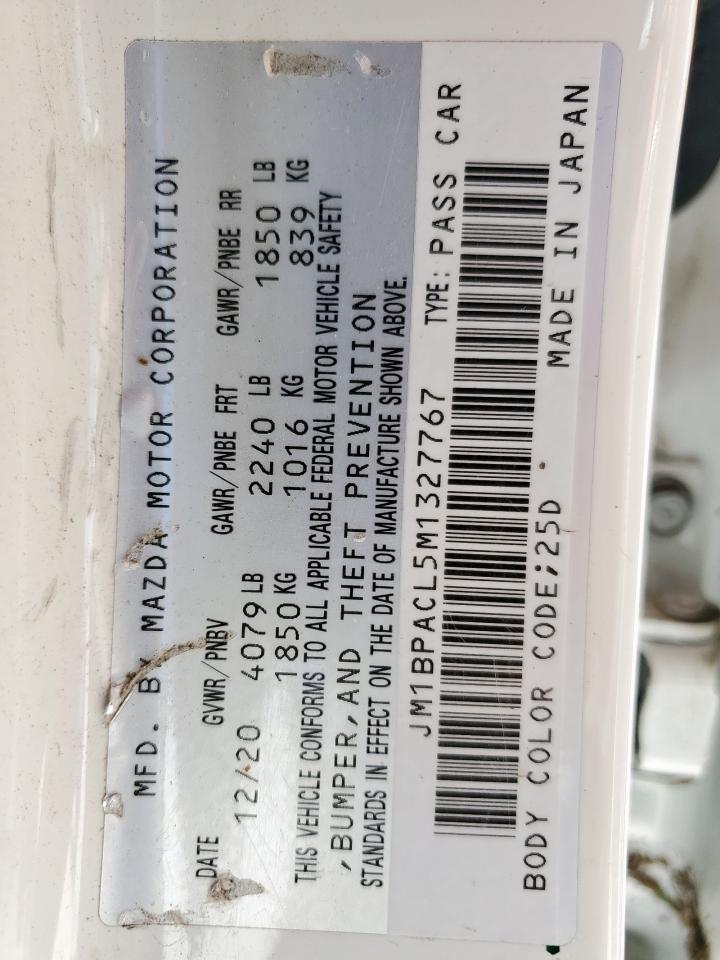 MFD. BY MAZDA MOTOR CORPORATION
DATE GVWR/PNBV GAWR/PNBE FRT GAWR/PNBE RR
12/20 4079 LB 2240 LB 1850 LB
1850 KG 1016 KG 839 KG
THIS VEHICLE CONFORMS TO ALL APPLICABLE FEDERAL MOTOR VEHICLE SAFETY
,BUMPER,AND THEFT PREVENTION
STANDARDS IN EFFECT ON THE DATE OF MANUFACTURE SHOWN ABOVE.
JM1BPACL5M1327767 TYPE: PASS CAR
BODY COLOR CODE;25D MADE IN JAPAN